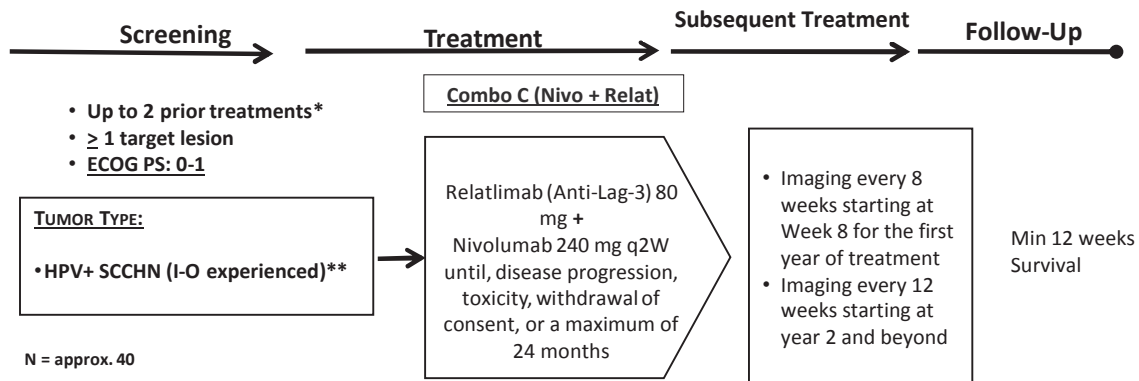 Screening
Treatment
Subsequent Treatment
Follow-Up
Combo C (Nivo + Relat)
• Up to 2 prior treatments*
• ≥ 1 target lesion
• ECOG PS: 0-1
TUMOR TYPE:
•HPV+ SCCHN (I-O experienced)**
N = approx. 40
Relatlimab (Anti-Lag-3) 80
mg +
Nivolumab 240 mg q2W
until, disease progression,
toxicity, withdrawal of
consent, or a maximum of
24 months
• Imaging every 8
weeks starting at
Week 8 for the first
year of treatment
• Imaging every 12
weeks starting at
year 2 and beyond
Min 12 weeks
Survival